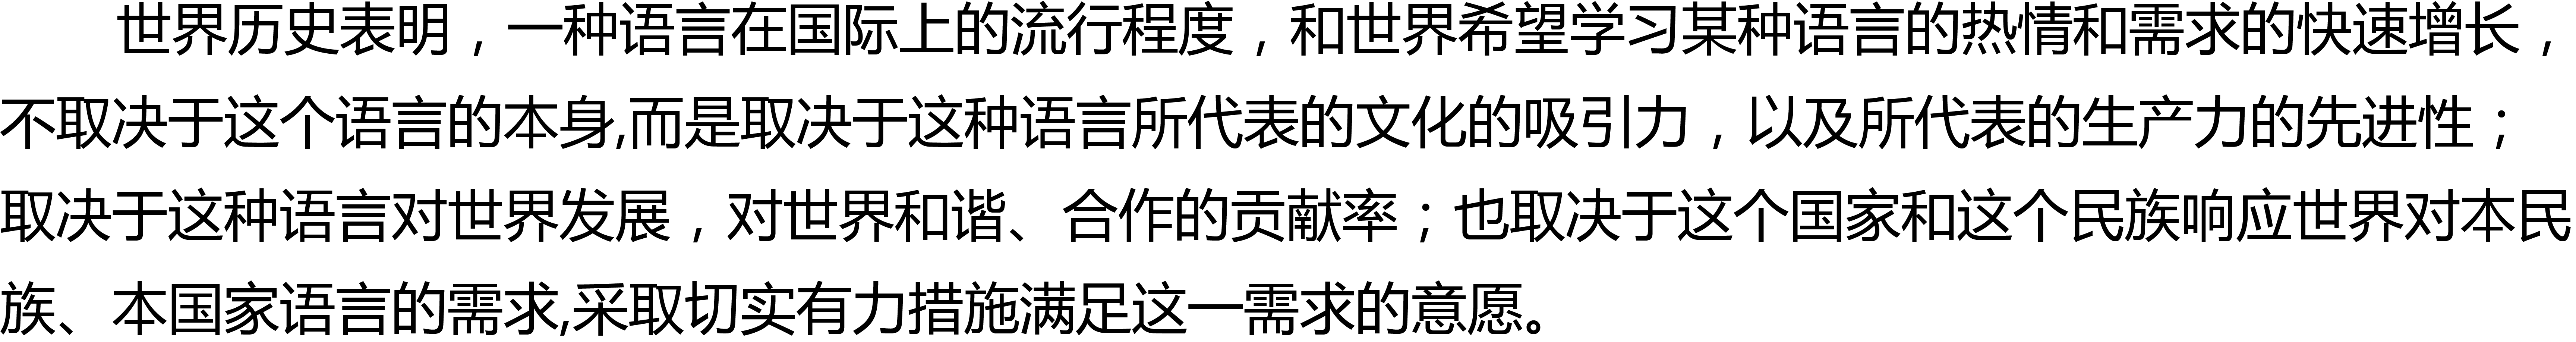 世界历史表明，一种语言在国际上的流行程度，和世界希望学习某种语言的热情和需求的快速增长，
不取决于这个语言的本身,而是取决于这种语言所代表的文化的吸引力，以及所代表的生产力的先进性；
取决于这种语言对世界发展，对世界和谐、合作的贡献率；也取决于这个国家和这个民族响应世界对本民
族、本国家语言的需求,采取切实有力措施满足这一需求的意愿。